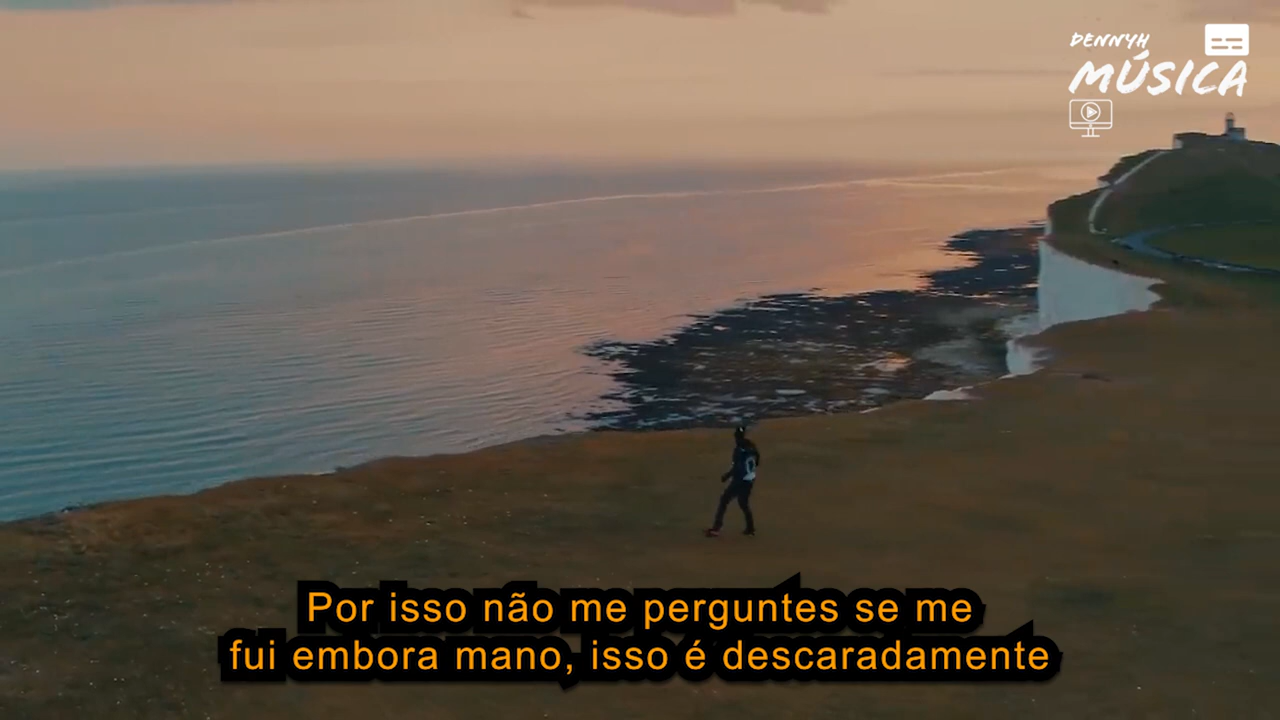 DENNYH
MÚSICA
Por isso não me perguntes se me
fui embora mano, isso é descaradamente